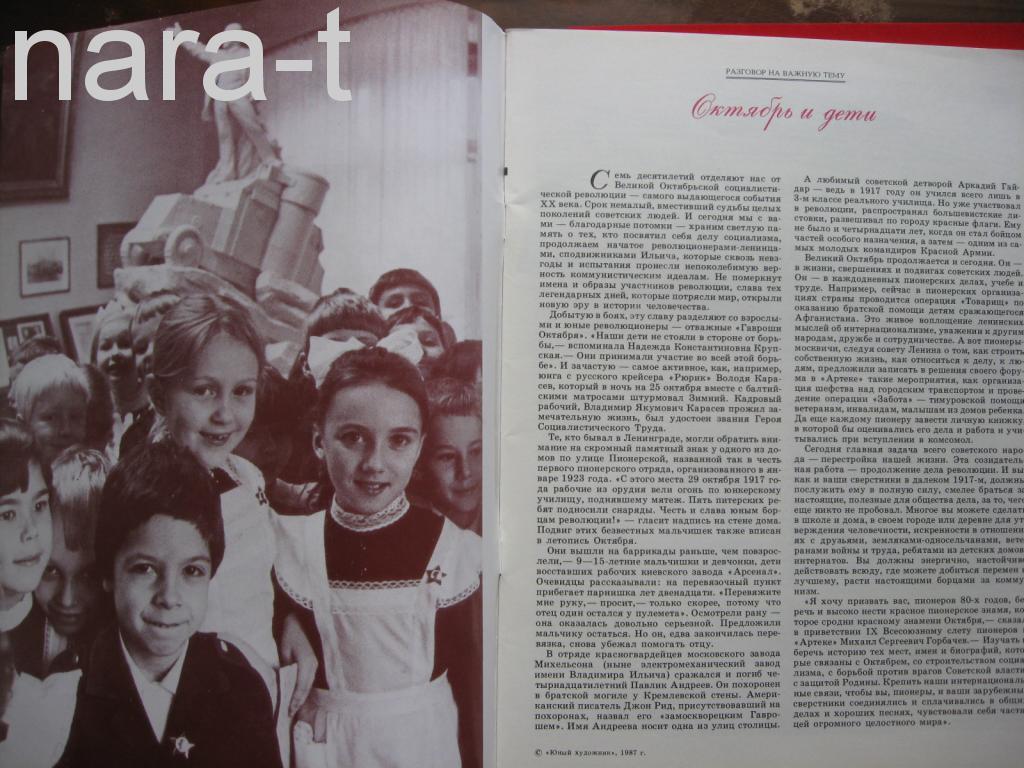 nara-t
РАЗГОВОР НА ВАЖНУЮ ТЕМУ
Октябрь и дети
Семь десятилетий отделяют нас от
Великой Октябрьской социалисти-
ческой революции — самого выдающегося события
XX века. Срок немалый, вместивший судьбы целых
поколений советских людей. И сегодня мы с ва-
ми — благодарные потомки — храним светлую па-
мять о тех, кто посвятил себя делу социализма,
продолжаем начатое революционерами-ленинца-
ми, сподвижниками Ильича, которые сквозь невз-
годы и испытания пронесли непоколебимую вер-
ность коммунистическим идеалам. Не померкнут
имена и образы участников революции, слава тех
легендарных дней, которые потрясли мир, открыли
новую эру в истории человечества.
Добытую в боях, эту славу разделяют со взрослы-
ми и юные революционеры — отважные «Гавроши
Октября». «Наши дети не стояли в стороне от борь-
бы,— вспоминала Надежда Константиновна Круп-
ская.— Они принимали участие во всей этой борь-
бе». И зачастую — самое активное, как, например,
юнга с русского крейсера «Рюрик» Володя Кара-
сев, который в ночь на 25 октября вместе с балтий-
скими матросами штурмовал Зимний. Кадровый
рабочий, Владимир Якумович Карасев прожил за-
мечательную жизнь, был удостоен звания Героя
Социалистического Труда.
Те, кто бывал в Ленинграде, могли обратить вни-
мание на скромный памятный знак у одного из до-
мов по улице Пионерской, названной так в честь
первого пионерского отряда, организованного в ян-
варе 1923 года. «С этого места 29 октября 1917 го-
да рабочие из орудия вели огонь по юнкерскому
училищу, поднявшему мятеж. Пять питерских ре-
бят подносили снаряды. Честь и слава юным бор-
цам революции!» — гласит надпись на стене дома.
Подвиг этих безвестных мальчишек также вписан
в летопись Октября.
Они вышли на баррикады раньше, чем повзрос-
лели,— 9—15-летние мальчишки и девчонки, дети
восставших рабочих киевского завода «Арсенал».
Очевидцы рассказывали: на перевязочный пункт
прибегает парнишка лет двенадцати. «Перевяжите
мне руку,— просит,— только скорее, потому что
отец один остался у пулемета». Осмотрели рану —
она оказалась довольно серьезной. Предложили
мальчику остаться. Но он, едва закончилась пере-
вязка, снова убежал помогать отцу.
В отряде красногвардейцев московского завода
Михельсона (ныне электромеханический завод
имени Владимира Ильича) сражался и погиб че-
тырнадцатилетний Павлик Андреев. Он похоронен
в братской могиле у Кремлевской стены. Амери-
канский писатель Джон Рид, присутствовавший на
похоронах, назвал его «замоскворецким Гавро-
шем». Имя Андреева носит одна из улиц столицы.
А любимый советской детворой Аркадий Гай-
дар — ведь в 1917 году он учился всего лишь в
3-м классе реального училища. Но уже участвовал
в революции, распространял большевистские ли-
стовки, развешивал по городу красные флаги. Ему
не было и четырнадцати лет, когда он стал бойцом
частей особого назначения, а затем — одним из са-
мых молодых командиров Красной Армии.
Великий Октябрь продолжается и сегодня. Он —
в жизни, свершениях и подвигах советских людей.
Он — в каждодневных пионерских делах, учебе и
труде. Например, сейчас в пионерских организа-
циях страны проводится операция «Товарищ» по
оказанию братской помощи детям сражающегося
Афганистана. Это живое воплощение ленинских
мыслей об интернационализме, уважении к другим
народам, дружбе и сотрудничестве. А вот пионеры-
москвичи, следуя совету Ленина о том, как строить
собственную жизнь, как относиться к делу, к лю-
дям, предложили записать в решения своего фору-
ма в «Артеке» такие мероприятия, как организа-
ция шефства над городским транспортом и прове-
дение операции «Забота» — тимуровской помощи
ветеранам, инвалидам, малышам из домов ребенка.
Да еще каждому пионеру завести личную книжку,
в которой бы оценивались его дела и работа и учи-
тывались при вступлении в комсомол.
Сегодня главная задача всего советского наро-
да — перестройка нашей жизни. Эта созидатель-
ная работа — продолжение дела революции. И вы,
как и ваши сверстники в далеком 1917-м, должны
послужить ему в полную силу, смелее браться за
настоящие, полезные для общества дела, за то, чего
еще никто не пробовал. Многое вы можете сделать
в школе и дома, в своем городе или деревне для ут-
верждения человечности, искренности в отношени-
ях с друзьями, земляками-односельчанами, вете-
ранами войны и труда, ребятами из детских домов,
интернатов. Вы должны энергично, настойчиво
действовать всюду, где можете добиться перемен к
лучшему, расти настоящими борцами за комму-
низм.
«Я хочу призвать вас, пионеров 80-х годов, бе-
речь и высоко нести красное пионерское знамя, ко-
торое сродни красному знамени Октября,— сказал
в приветствии IX Всесоюзному слету пионеров в
«Артеке» Михаил Сергеевич Горбачев.— Изучать и
беречь историю тех мест, имен и биографий, кото-
рые связаны с Октябрем, со строительством социа-
лизма, с борьбой против врагов Советской власти,
с защитой Родины. Крепить наши интернациональ-
ные связи, чтобы вы, пионеры, и ваши зарубежные
сверстники соединялись и сплачивались в общих
делах и хороших песнях, чувствовали себя части-
цей огромного целостного мира».
© «Юный художник», 1987 г.